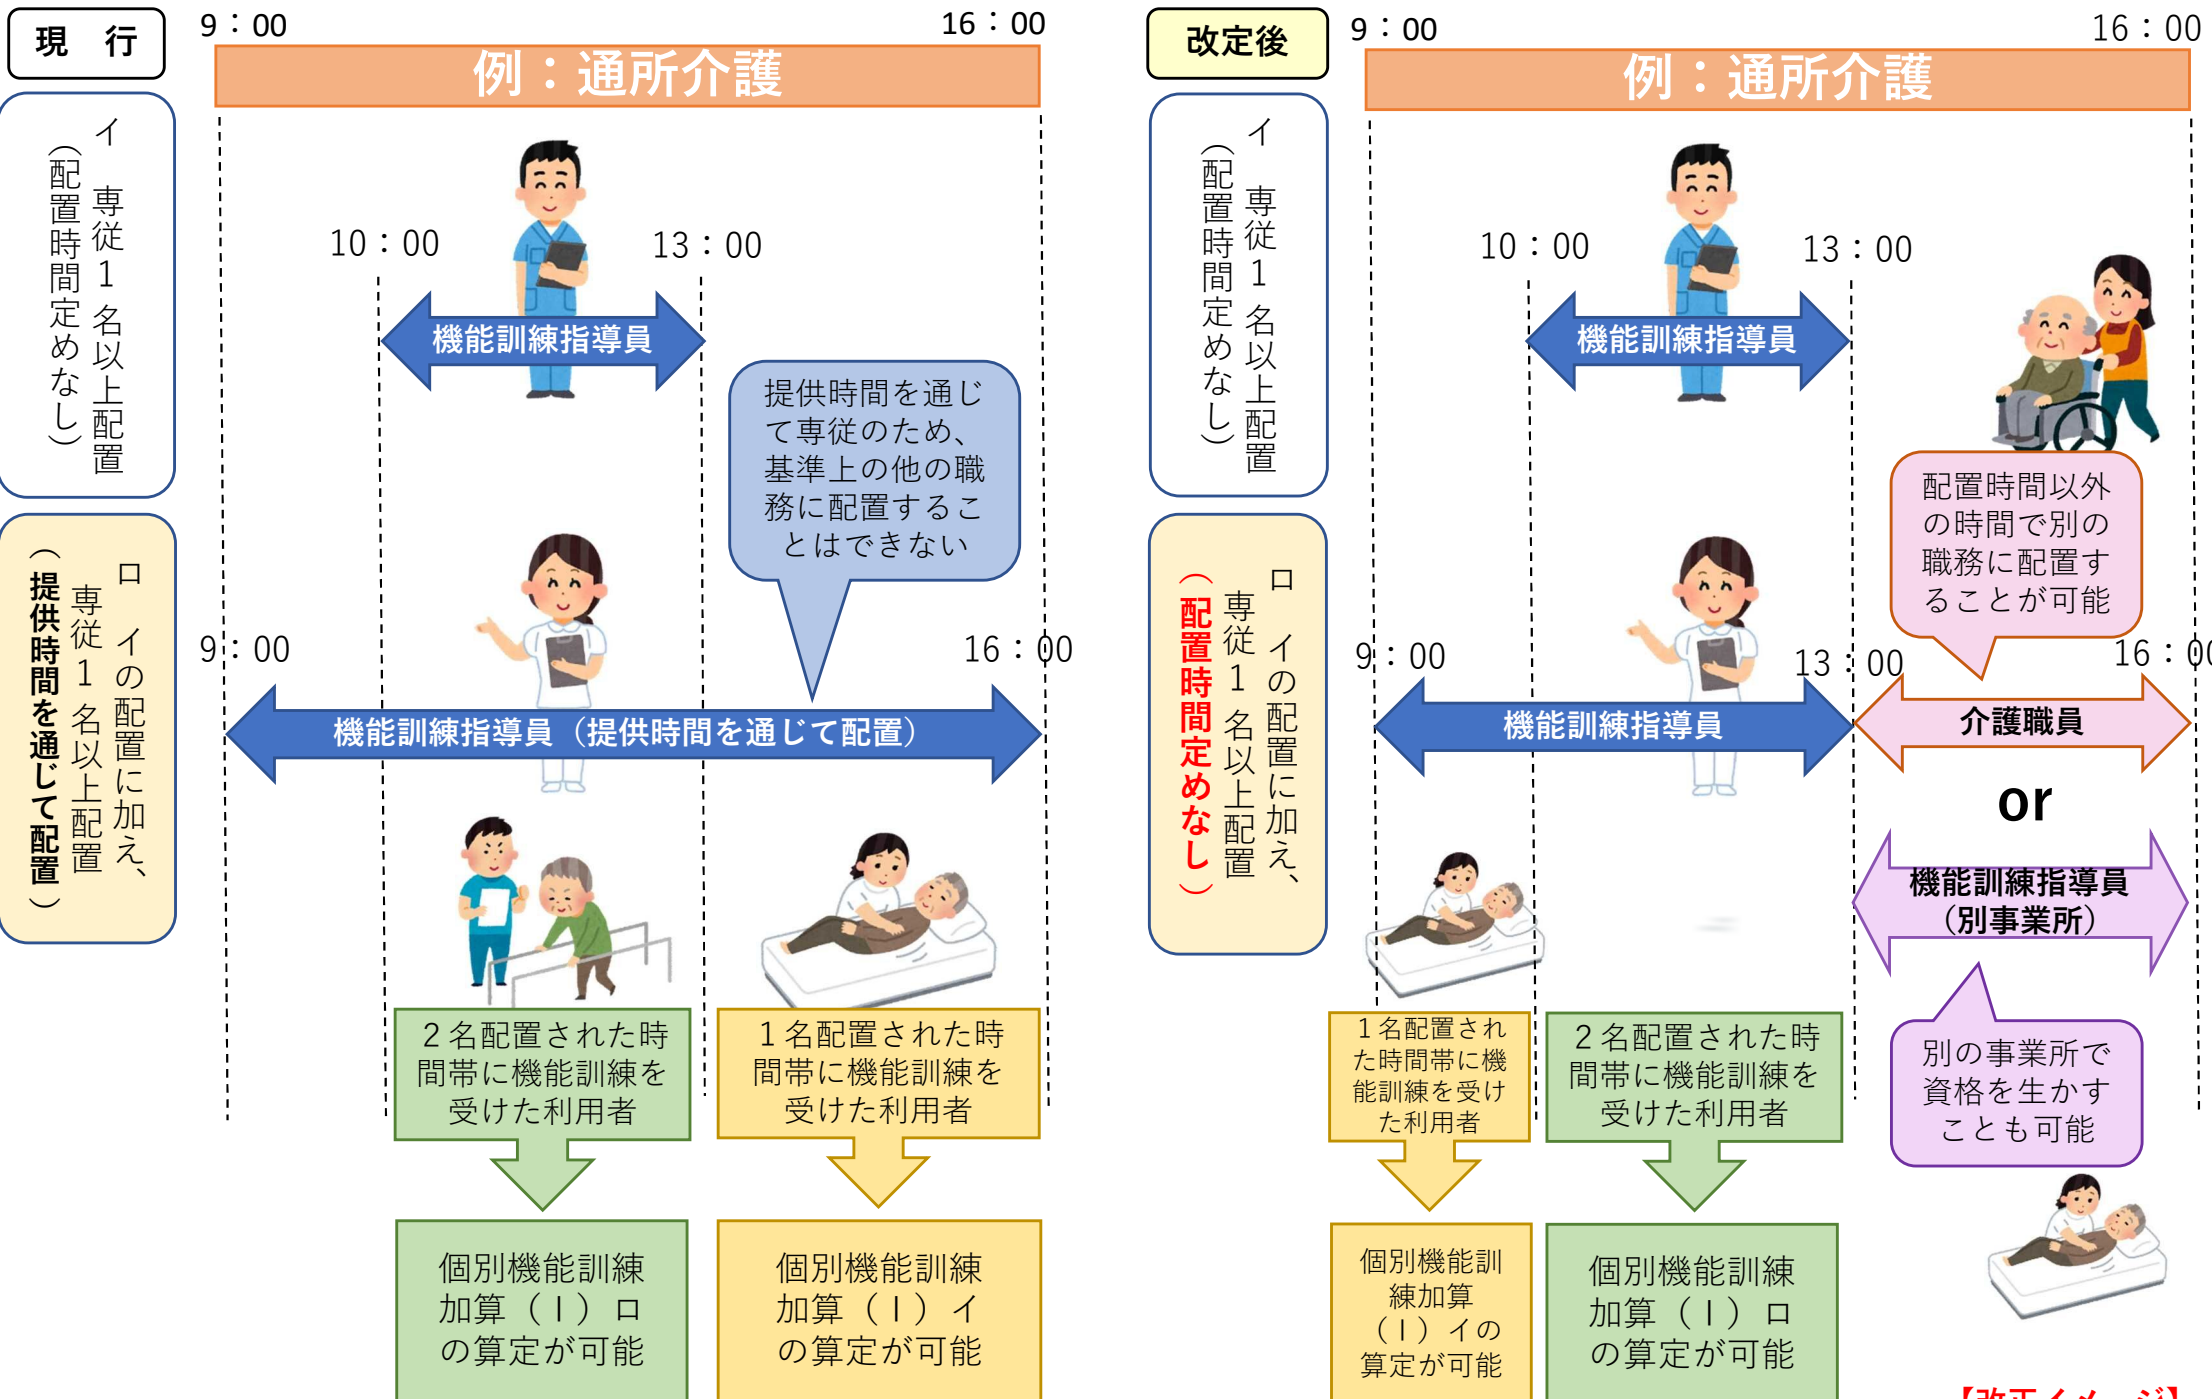 現　行
9：00
16：00
例：通所介護
イ　専従1名以上配置
（配置時間定めなし）
10：00
13：00
機能訓練指導員
提供時間を通じ
て専従のため、
基準上の他の職
務に配置するこ
とはできない
ロ　イの配置に加え、
専従1名以上配置
（提供時間を通じて配置）
9：00
16：00
機能訓練指導員（提供時間を通じて配置）
２名配置された時
間帯に機能訓練を
受けた利用者
１名配置された時
間帯に機能訓練を
受けた利用者
個別機能訓練
加算（Ⅰ）ロ
の算定が可能
個別機能訓練
加算（Ⅰ）イ
の算定が可能
改定後
9：00
16：00
例：通所介護
イ　専従1名以上配置
（配置時間定めなし）
10：00
13：00
機能訓練指導員
配置時間以外
の時間で別の
職務に配置す
ることが可能
ロ　イの配置に加え、
専従1名以上配置
（配置時間定めなし）
9：00
13：00
16：00
機能訓練指導員
介護職員
or
機能訓練指導員
（別事業所）
別の事業所で
資格を生かす
ことも可能
１名配置され
た時間帯に機
能訓練を受け
た利用者
２名配置された時
間帯に機能訓練を
受けた利用者
個別機能訓
練加算
（Ⅰ）イの
算定が可能
個別機能訓練
加算（Ⅰ）ロ
の算定が可能
【改正イメージ】